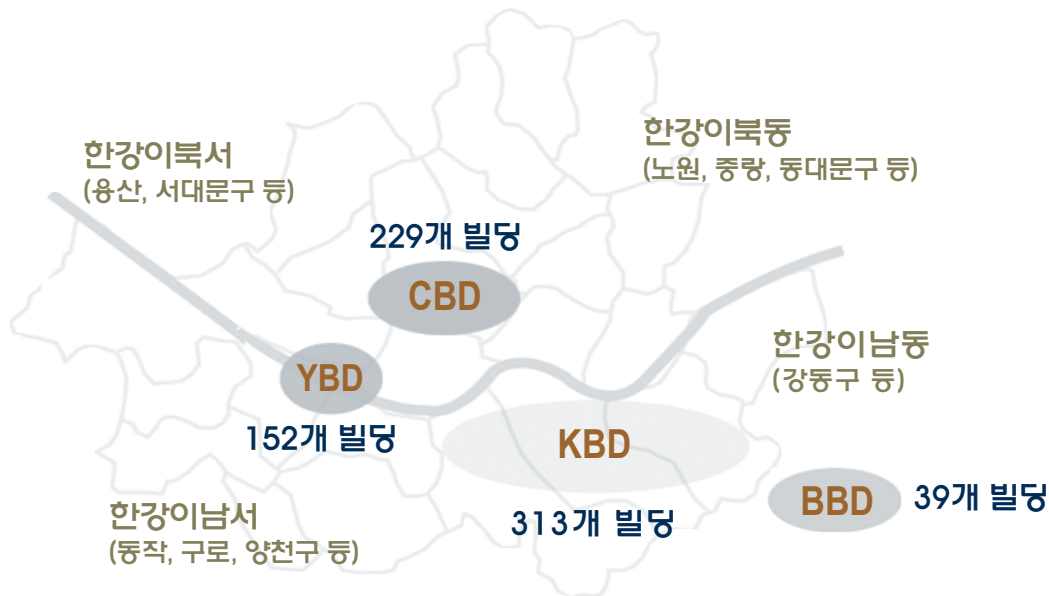 한강이북서
(용산, 서대문구 등)
한강이북동
(노원, 중랑, 동대문구 등)
229개 빌딩
CBD
YBD
152개 빌딩
한강이남동
(강동구 등)
KBD
313개 빌딩
BBD
39개 빌딩
한강이남서
(동작, 구로, 양천구 등)